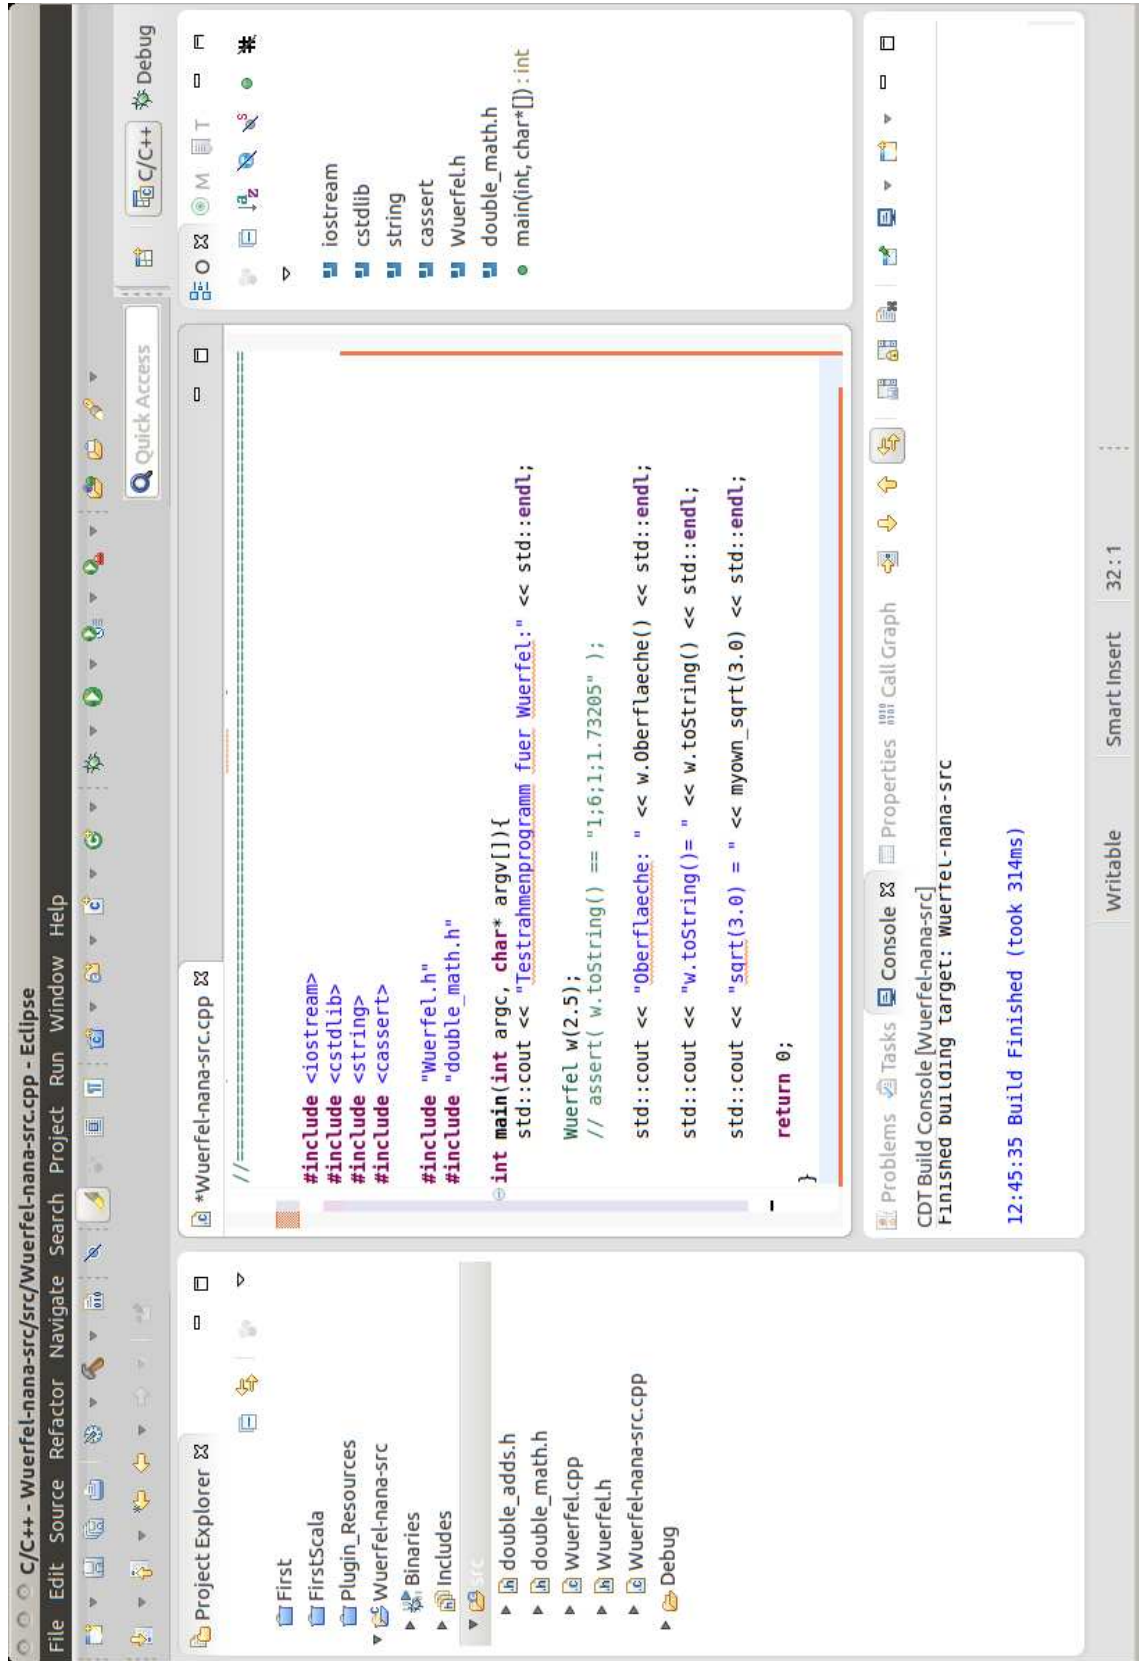 C/C++ - Wuerfel-nana-src/src/Wuerfel-nana-src.cpp - Eclipse
File Edit Source Refactor Navigate Search Project Run Window Help
Quick Access
C/C++
Debug
Project Explorer
First
FirstScala
Plugin_Resources
Wuerfel-nana-src
Binaries
Includes
src
double_adds.h
double_math.h
Wuerfel.cpp
Wuerfel.h
Wuerfel-nana-src.cpp
Debug
*Wuerfel-nana-src.cpp
#include <iostream>
#include <cstdlib>
#include <string>
#include <cassert>
#include "Wuerfel.h"
#include "double_math.h"
int main(int argc, char* argv[]){
std::cout << "Testrahmenprogramm fuer Wuerfel:" << std::endl;
Wuerfel w(2.5);
// assert( w.toString() == "1;6;1;1.73205" );
std::cout << "Oberflaeche: " << w.Oberflaeche() << std::endl;
std::cout << "w.toString()= " << w.toString() << std::endl;
std::cout << "sqrt(3.0) = " << myown_sqrt(3.0) << std::endl;
return 0;
}
O M T
iostream
cstdlib
string
cassert
Wuerfel.h
double_math.h
main(int, char*[]) : int
Problems Tasks Console Properties Call Graph
CDT Build Console [Wuerfel-nana-src]
Finished building target: Wuerfel-nana-src
12:45:35 Build Finished (took 314ms)
Writable Smart Insert 32 : 1